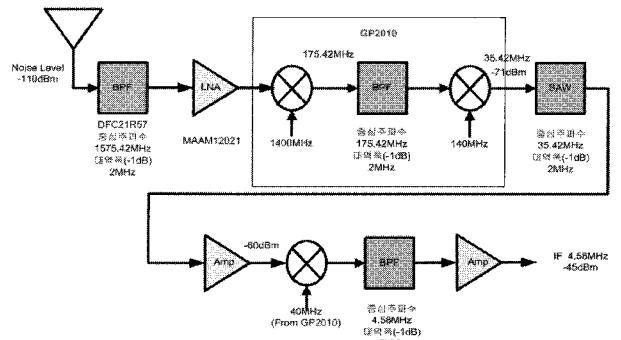 GP2010
Noise Level
-110dBm
175.42MHz
35.42MHz
-71dBm
BPF
LNA
BPF
SAW
DFC21R57
중심주파수
1575.42MHz
대역폭(-1dB)
2MHz
MAAM12021
1400MHz
중심주파수
175.42MHz
대역폭(-1dB)
2MHz
140MHz
중심주파수
35.42MHz
대역폭(-1dB)
2MHz
Amp
-60dBm
BPF
Amp
IF 4.58MHz
-45dBm
40MHz
(From GP2010)
중심주파수
4.58MHz
대역폭(-1dB)